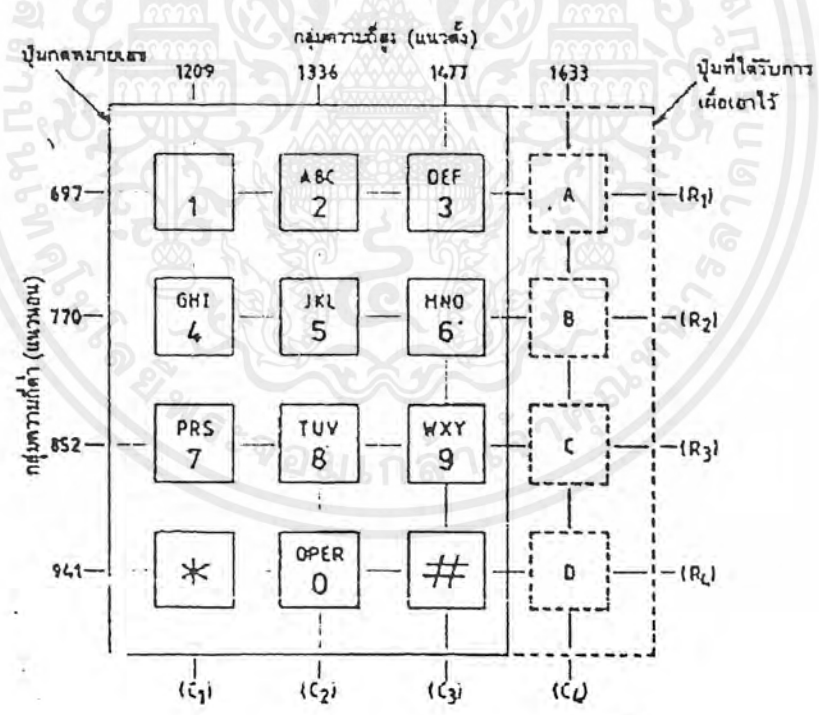 กลุ่มความถี่สูง (แนวตั้ง)
ปุ่มกดหมายเลข
1209 1336 1477 1633
ปุ่มที่ได้รับการ
เผื่อเอาไว้
กลุ่มความถี่ต่ำ (แนวนอน)
697 1 ABC 2 DEF 3 A (R1)
770 GHI 4 JKL 5 MNO 6 B (R2)
852 PRS 7 TUV 8 WXY 9 C (R3)
941 * OPER 0 # D (R4)
(C1) (C2) (C3) (C4)